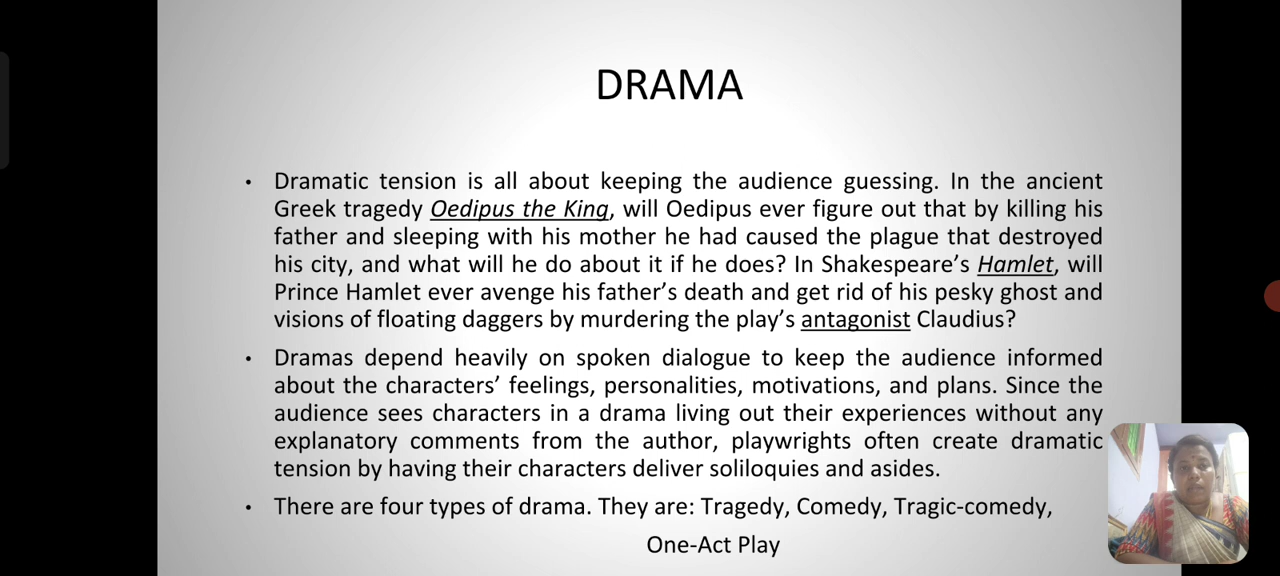 DRAMA
• Dramatic tension is all about keeping the audience guessing. In the ancient
Greek tragedy Oedipus the King, will Oedipus ever figure out that by killing his
father and sleeping with his mother he had caused the plague that destroyed
his city, and what will he do about it if he does? In Shakespeare’s Hamlet, will
Prince Hamlet ever avenge his father’s death and get rid of his pesky ghost and
visions of floating daggers by murdering the play’s antagonist Claudius?
• Dramas depend heavily on spoken dialogue to keep the audience informed
about the characters’ feelings, personalities, motivations, and plans. Since the
audience sees characters in a drama living out their experiences without any
explanatory comments from the author, playwrights often create dramatic
tension by having their characters deliver soliloquies and asides.
• There are four types of drama. They are: Tragedy, Comedy, Tragic-comedy,
One-Act Play